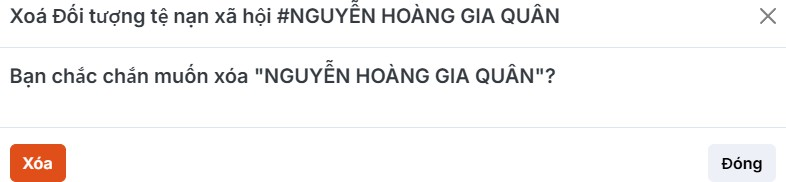 Xoá Đối tượng tệ nạn xã hội #NGUYỄN HOÀNG GIA QUÂN
Bạn chắc chắn muốn xóa "NGUYỄN HOÀNG GIA QUÂN"?
Xóa
Đóng